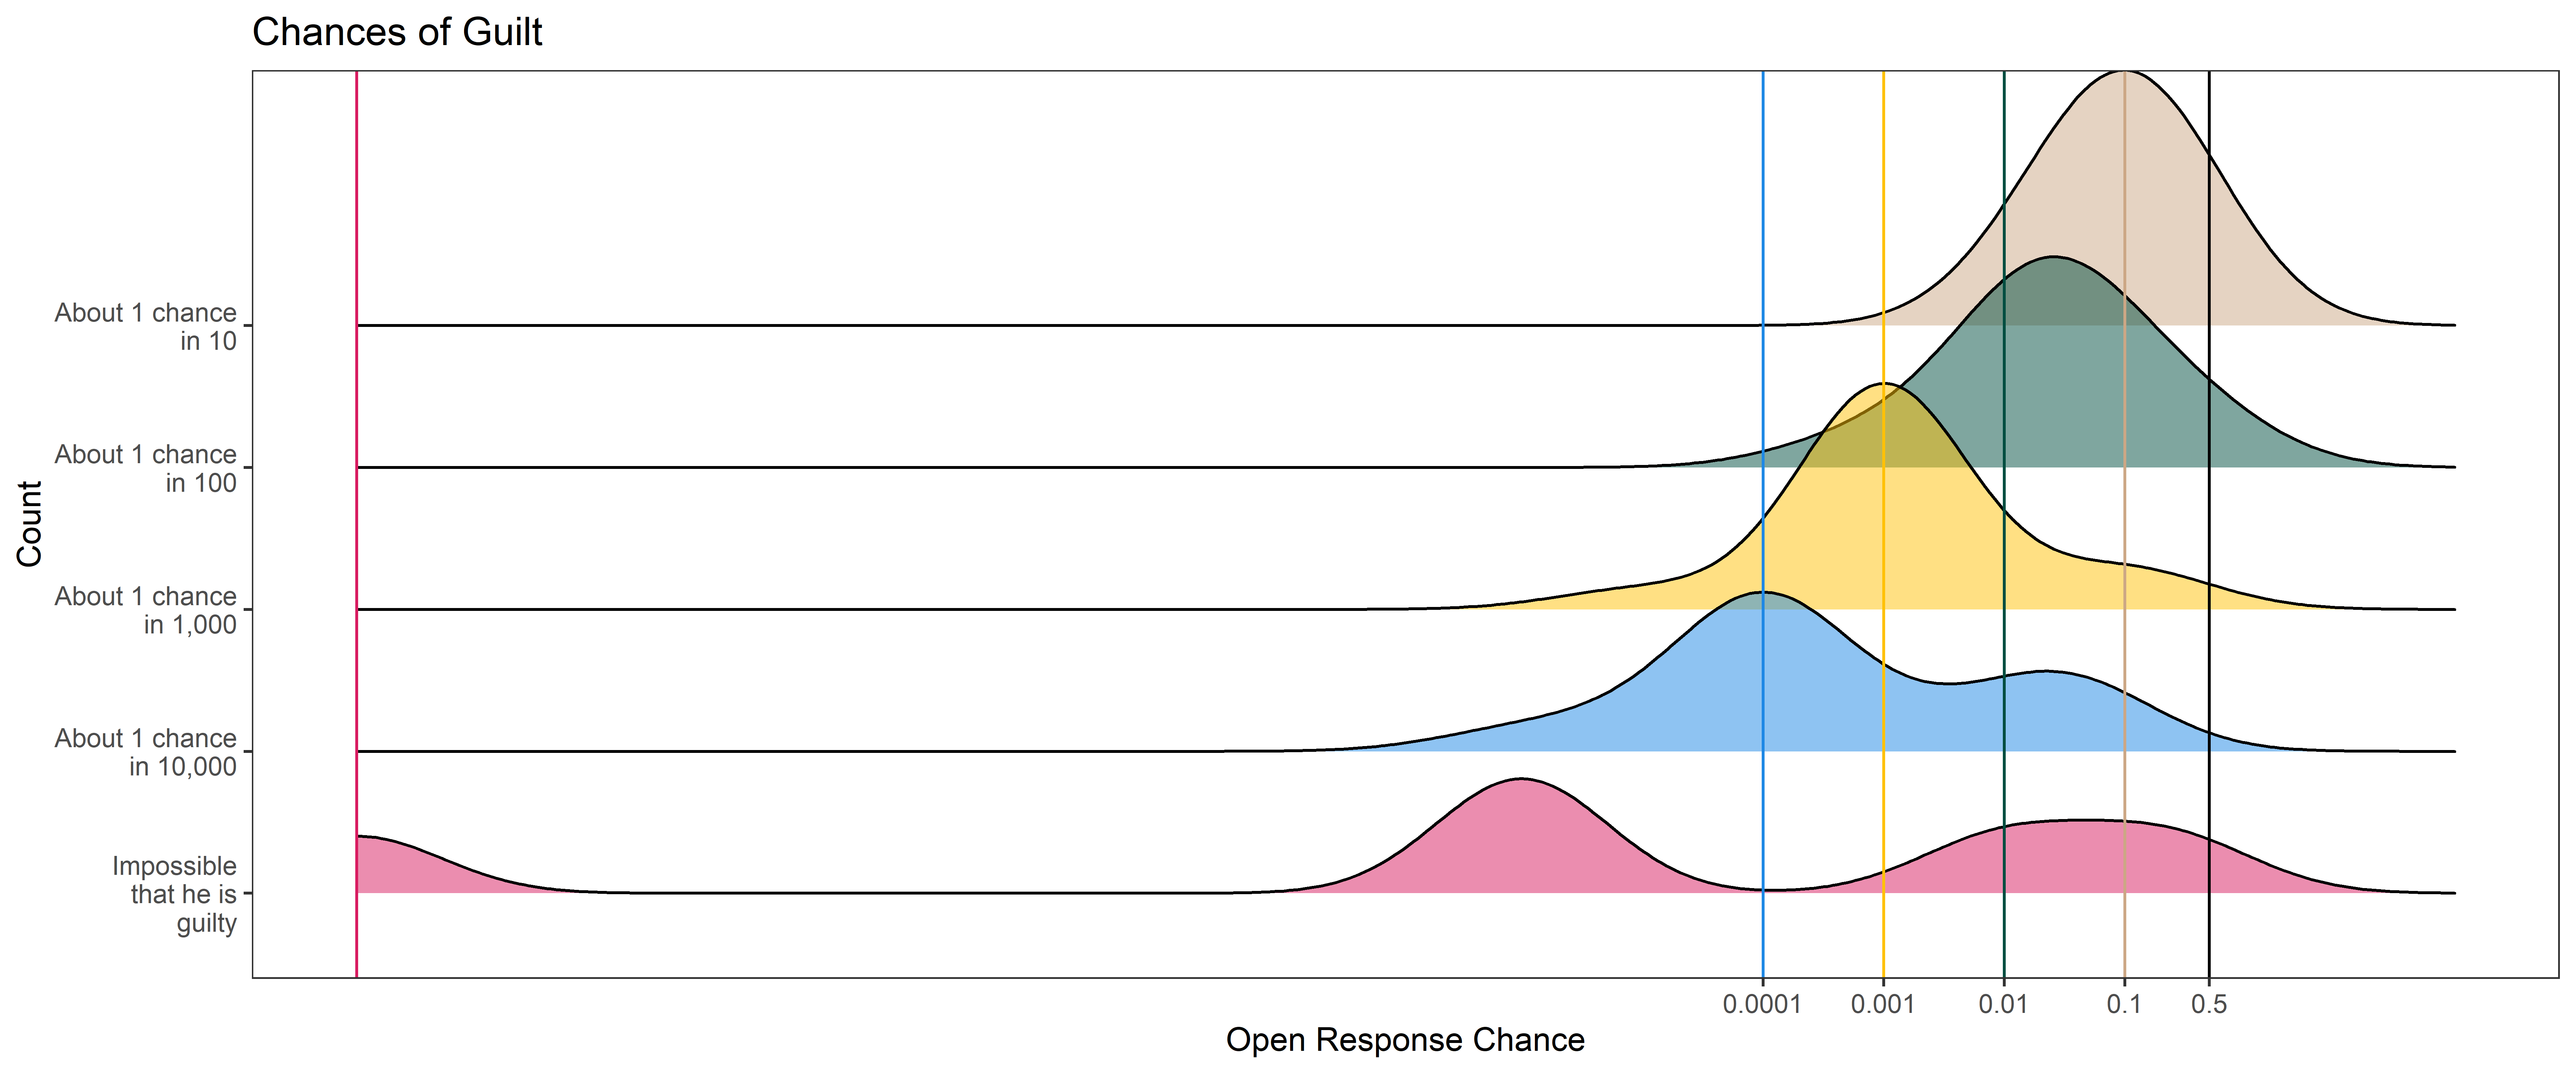 Chances of Guilt
About 1 chance
in 10
About 1 chance
in 100
About 1 chance
in 1,000
About 1 chance
in 10,000
Impossible
that he is
guilty
Count
0.0001 0.001 0.01 0.1 0.5
Open Response Chance